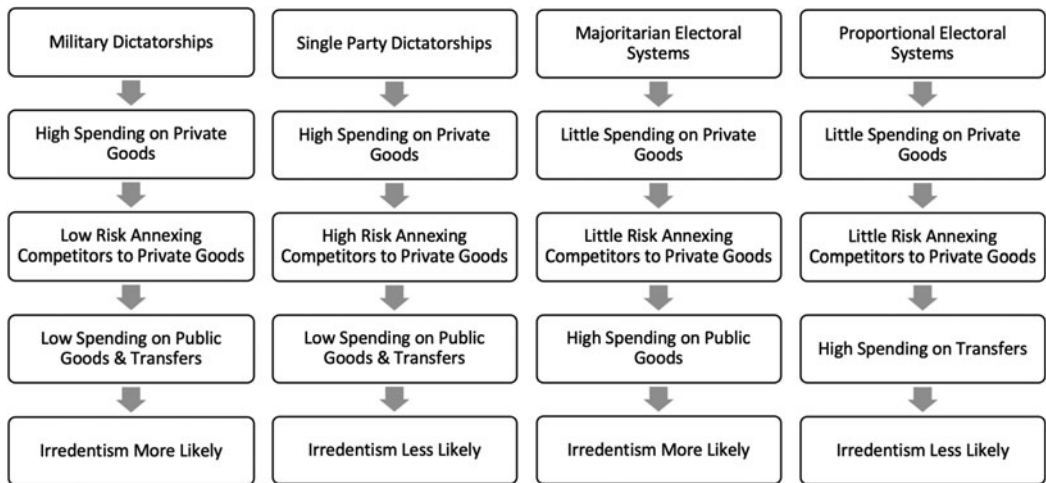 Military Dictatorships
High Spending on Private
Goods
Low Risk Annexing
Competitors to Private Goods
Low Spending on Public
Goods & Transfers
Irredentism More Likely
Single Party Dictatorships
High Spending on Private
Goods
High Risk Annexing
Competitors to Private Goods
Low Spending on Public
Goods & Transfers
Irredentism Less Likely
Majoritarian Electoral
Systems
Little Spending on Private
Goods
Little Risk Annexing
Competitors to Private Goods
High Spending on Public
Goods
Irredentism More Likely
Proportional Electoral
Systems
Little Spending on Private
Goods
Little Risk Annexing
Competitors to Private Goods
High Spending on Transfers
Irredentism Less Likely